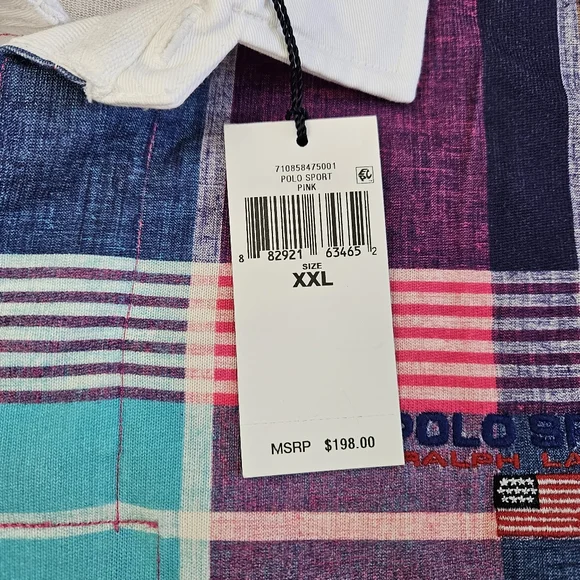 710858475001
POLO SPORT
PINK
8 82921 63465 2
SIZE
XXL
MSRP $198.00
POLO SP
RALPH LA